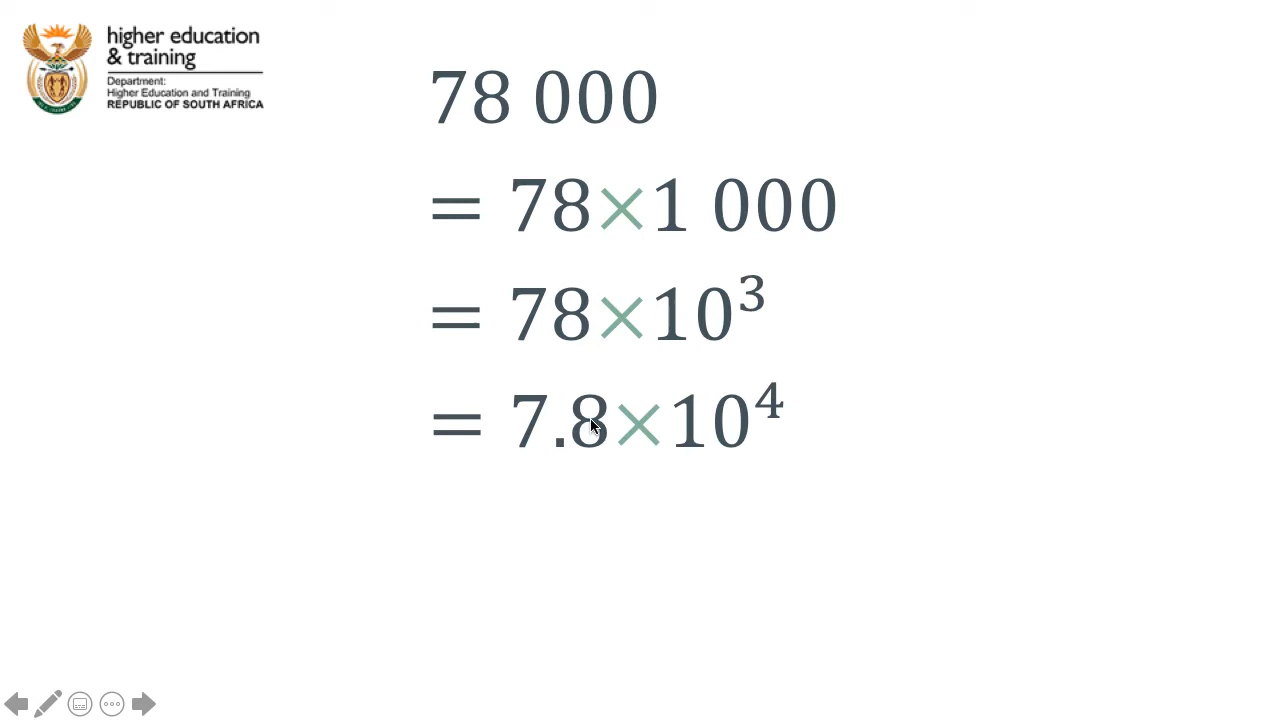 higher education
& training
Department:
Higher Education and Training
REPUBLIC OF SOUTH AFRICA
78 000
= 78×1 000
= 78×10³
= 7.8×10⁴